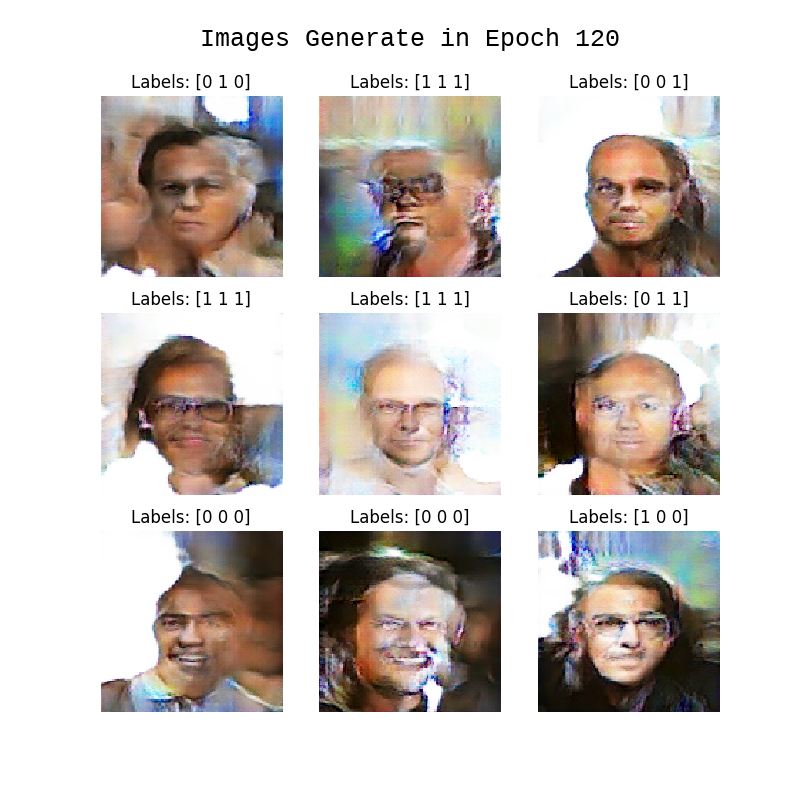 Images Generate in Epoch 120
Labels: [0 1 0]
Labels: [1 1 1]
Labels: [0 0 1]
Labels: [1 1 1]
Labels: [1 1 1]
Labels: [0 1 1]
Labels: [0 0 0]
Labels: [0 0 0]
Labels: [1 0 0]